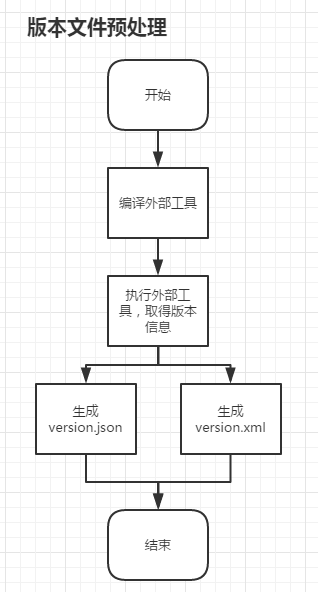 版本文件预处理
开始
编译外部工具
执行外部工
具，取得版本
信息
生成
version.json
生成
version.xml
结束